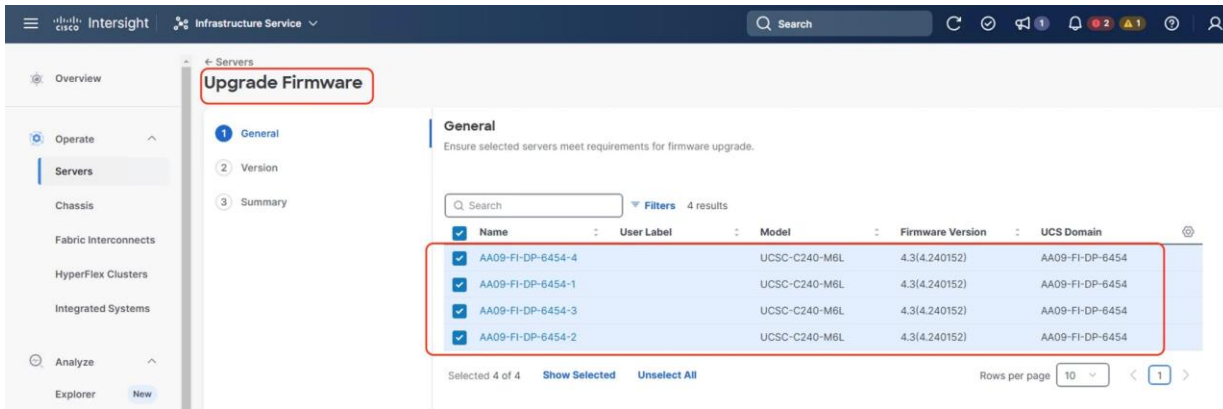 cisco Intersight Infrastructure Service Search 1 2 1
← Servers
Upgrade Firmware
Overview
Operate
Servers
Chassis
Fabric Interconnects
HyperFlex Clusters
Integrated Systems
Analyze
Explorer New
1 General
2 Version
3 Summary
General
Ensure selected servers meet requirements for firmware upgrade.
Search Filters 4 results
Name User Label Model Firmware Version UCS Domain
AA09-FI-DP-6454-4 UCSC-C240-M6L 4.3(4.240152) AA09-FI-DP-6454
AA09-FI-DP-6454-1 UCSC-C240-M6L 4.3(4.240152) AA09-FI-DP-6454
AA09-FI-DP-6454-3 UCSC-C240-M6L 4.3(4.240152) AA09-FI-DP-6454
AA09-FI-DP-6454-2 UCSC-C240-M6L 4.3(4.240152) AA09-FI-DP-6454
Selected 4 of 4 Show Selected Unselect All Rows per page 10 1